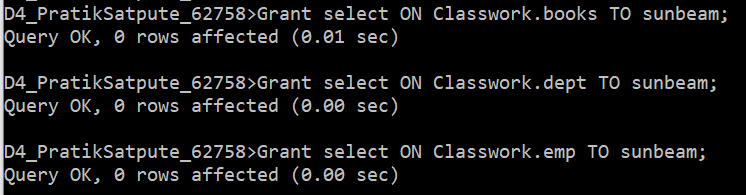 D4_PratikSatpute_62758>Grant select ON Classwork.books TO sunbeam;
Query OK, 0 rows affected (0.01 sec)
D4_PratikSatpute_62758>Grant select ON Classwork.dept TO sunbeam;
Query OK, 0 rows affected (0.00 sec)
D4_PratikSatpute_62758>Grant select ON Classwork.emp TO sunbeam;
Query OK, 0 rows affected (0.00 sec)